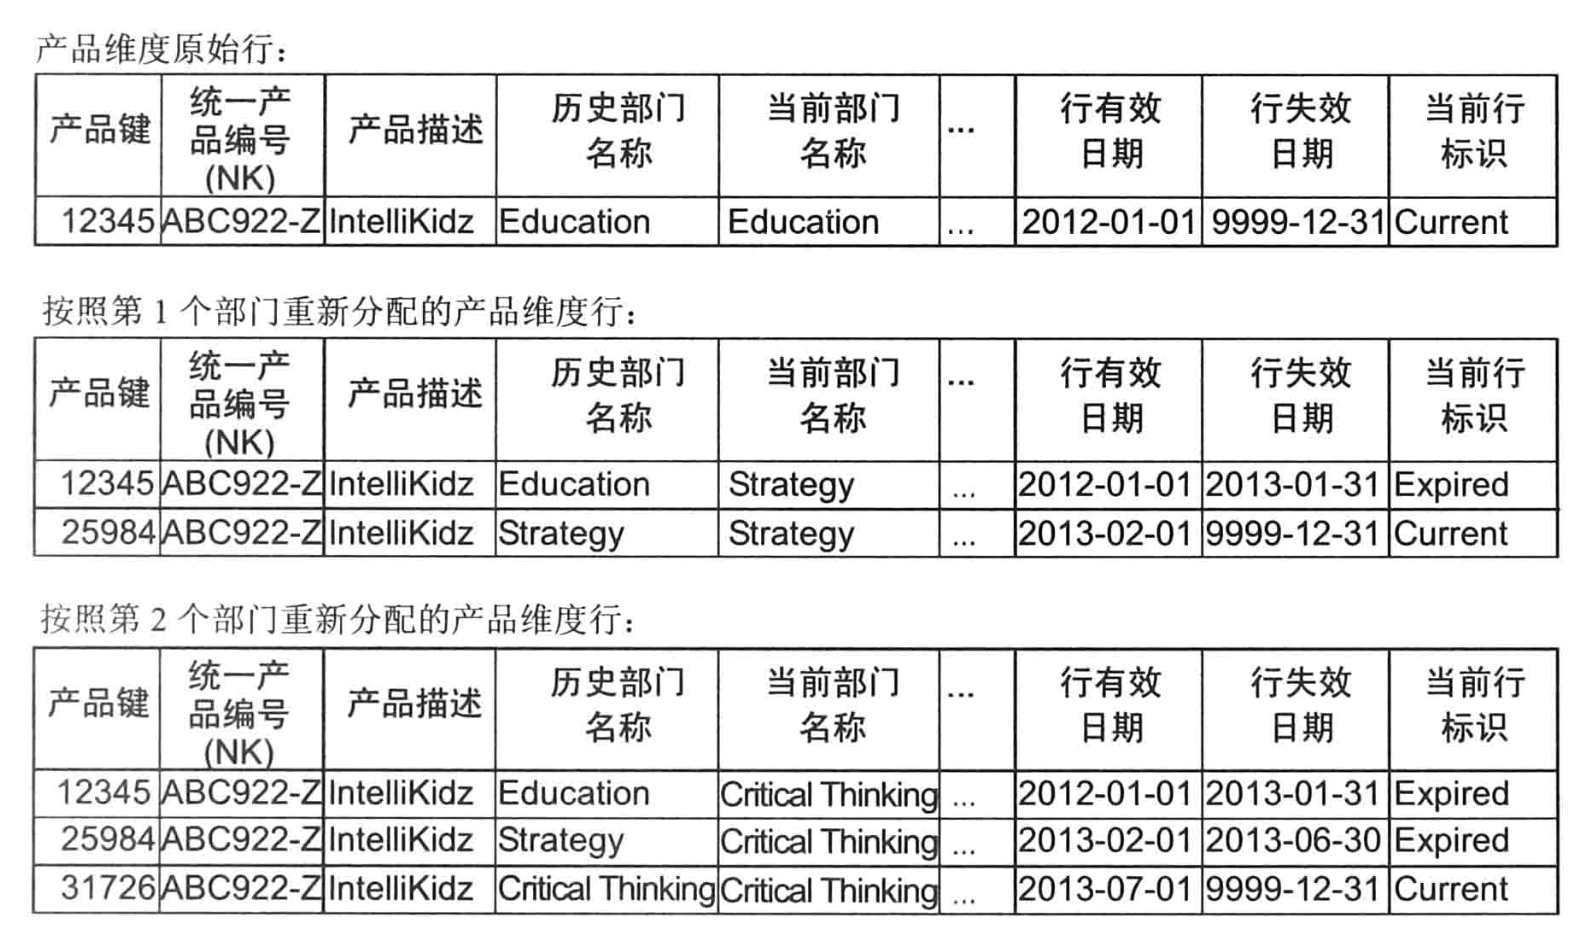 产品维度原始行：
产品键 统一产品编号(NK) 产品描述 历史部门名称 当前部门名称 ... 行有效日期 行失效日期 当前行标识
12345 ABC922-Z IntelliKidz Education Education ... 2012-01-01 9999-12-31 Current
按照第 1 个部门重新分配的产品维度行：
产品键 统一产品编号(NK) 产品描述 历史部门名称 当前部门名称 ... 行有效日期 行失效日期 当前行标识
12345 ABC922-Z IntelliKidz Education Strategy ... 2012-01-01 2013-01-31 Expired
25984 ABC922-Z IntelliKidz Strategy Strategy ... 2013-02-01 9999-12-31 Current
按照第 2 个部门重新分配的产品维度行：
产品键 统一产品编号(NK) 产品描述 历史部门名称 当前部门名称 ... 行有效日期 行失效日期 当前行标识
12345 ABC922-Z IntelliKidz Education Critical Thinking ... 2012-01-01 2013-01-31 Expired
25984 ABC922-Z IntelliKidz Strategy Critical Thinking ... 2013-02-01 2013-06-30 Expired
31726 ABC922-Z IntelliKidz Critical Thinking Critical Thinking ... 2013-07-01 9999-12-31 Current